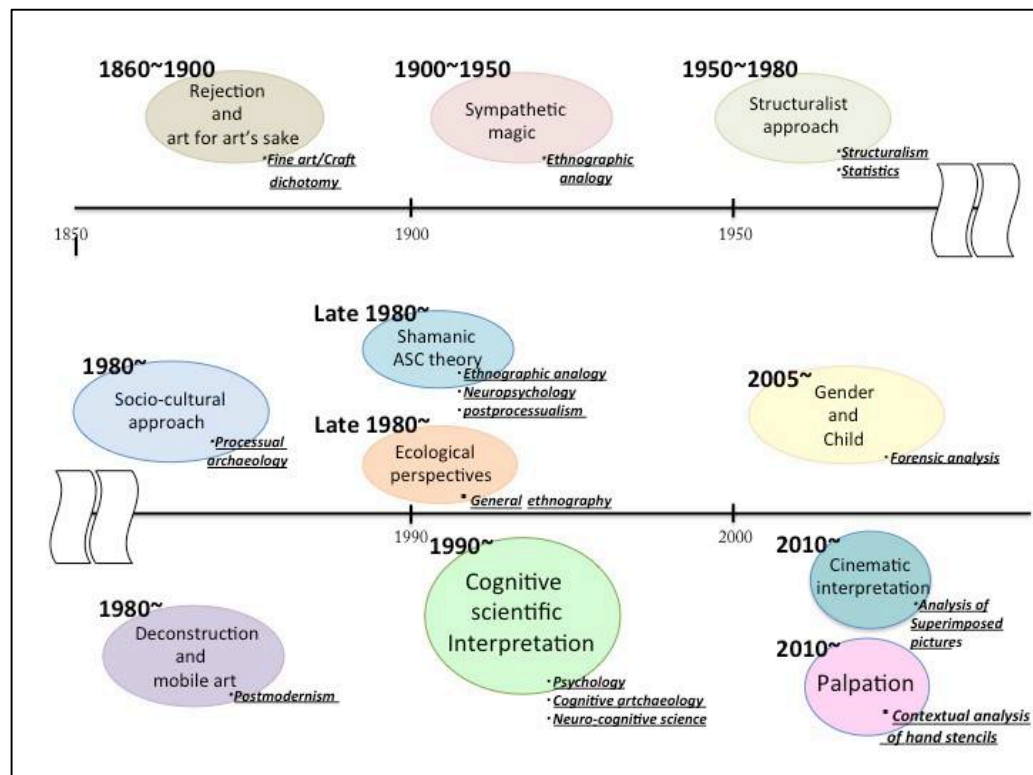 1860~1900
Rejection
and
art for art's sake
·Fine art/Craft
dichotomy
1900~1950
Sympathetic
magic
·Ethnographic
analogy
1950~1980
Structuralist
approach
·Structuralism
·Statistics
1850
1900
1950
1980~
Socio-cultural
approach
·Processual
archaeology
Late 1980~
Shamanic
ASC theory
·Ethnographic analogy
·Neuropsychology
·postprocessualism
Late 1980~
Ecological
perspectives
▪ General ethnography
2005~
Gender
and
Child
·Forensic analysis
1990
2000
1980~
Deconstruction
and
mobile art
·Postmodernism
1990~
Cognitive
scientific
Interpretation
·Psychology
·Cognitive artchaeology
·Neuro-cognitive science
2010~
Cinematic
interpretation
·Analysis of
Superimposed
pictures
2010~
Palpation
▪ Contextual analysis
of hand stencils